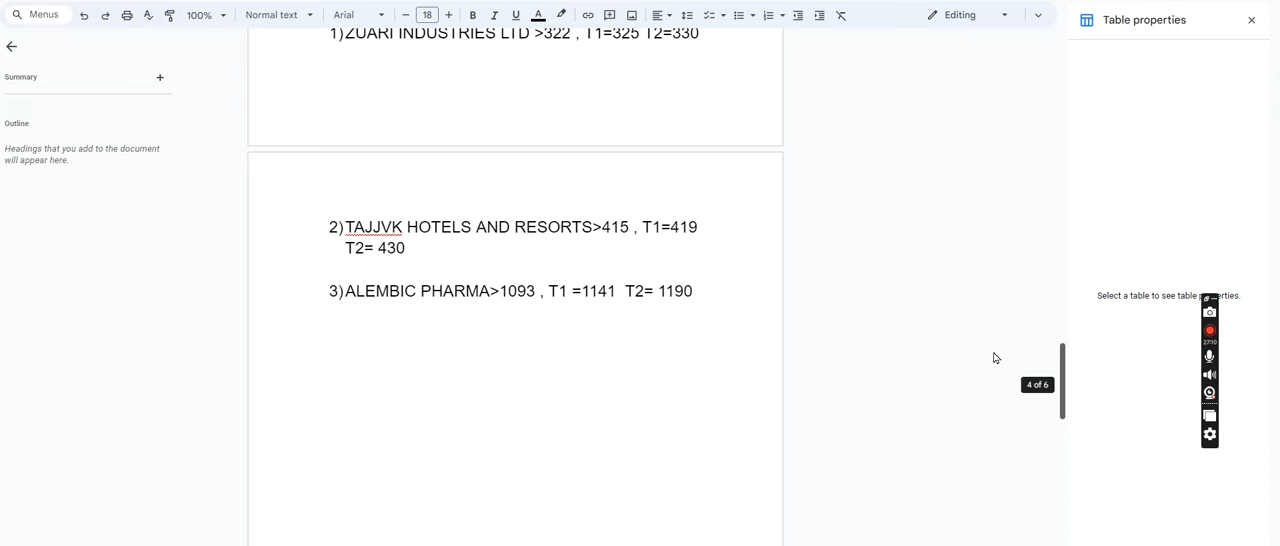 Menus
100%
Normal text
Arial
18
B I U A
Editing
Table properties
1)ZUARI INDUSTRIES LTD >322 , T1=325 T2=330
Summary
Outline
Headings that you add to the document
will appear here.
2)TAJJVK HOTELS AND RESORTS>415 , T1=419
T2= 430
3)ALEMBIC PHARMA>1093 , T1 =1141 T2= 1190
Select a table to see table properties.
27:10
4 of 6